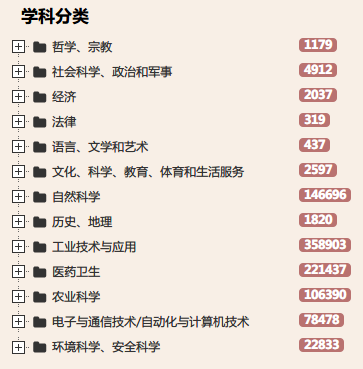 学科分类
哲学、宗教 1179
社会科学、政治和军事 4912
经济 2037
法律 319
语言、文学和艺术 437
文化、科学、教育、体育和生活服务 2597
自然科学 146696
历史、地理 1820
工业技术与应用 358903
医药卫生 221437
农业科学 106390
电子与通信技术/自动化与计算机技术 78478
环境科学、安全科学 22833